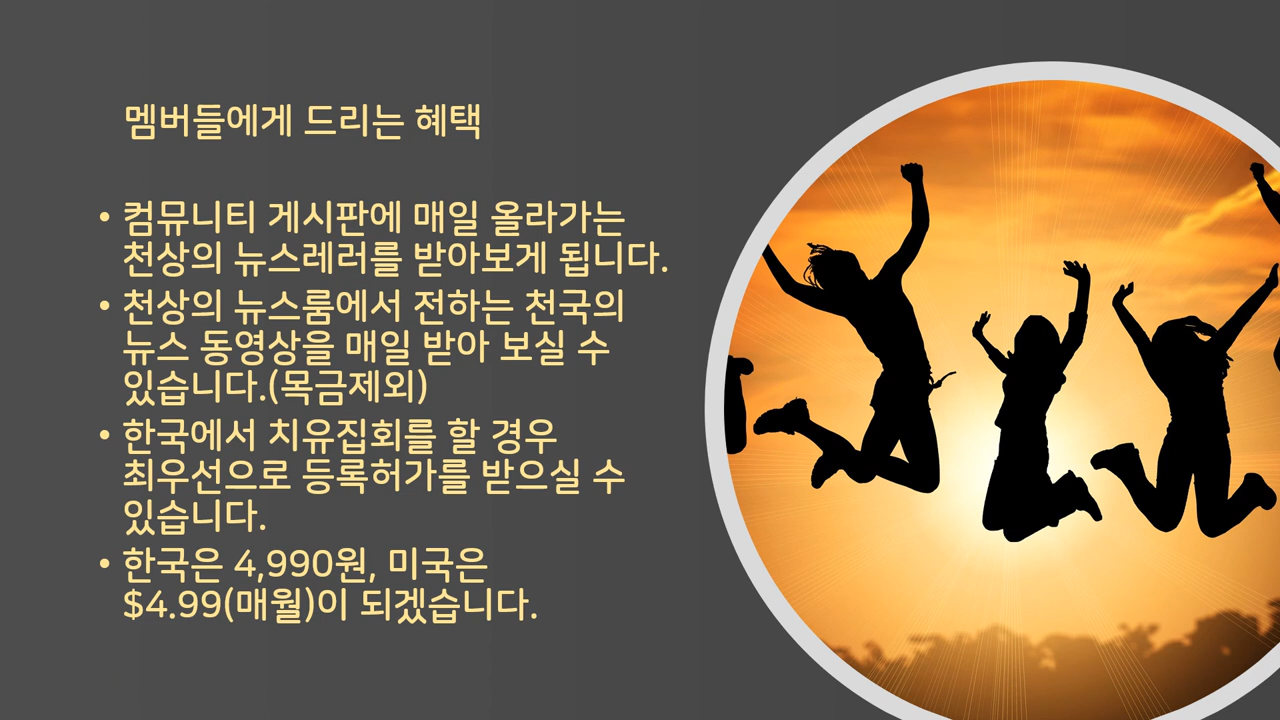 멤버들에게 드리는 혜택
• 컴뮤니티 게시판에 매일 올라가는
천상의 뉴스레러를 받아보게 됩니다.
• 천상의 뉴스룸에서 전하는 천국의
뉴스 동영상을 매일 받아 보실 수
있습니다.(목금제외)
• 한국에서 치유집회를 할 경우
최우선으로 등록허가를 받으실 수
있습니다.
• 한국은 4,990원, 미국은
$4.99(매월)이 되겠습니다.